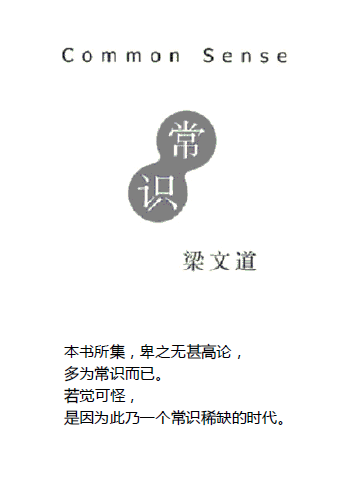 Common Sense
常
识
梁文道
本书所集，卑之无甚高论，
多为常识而已。
若觉可怪，
是因为此乃一个常识稀缺的时代。